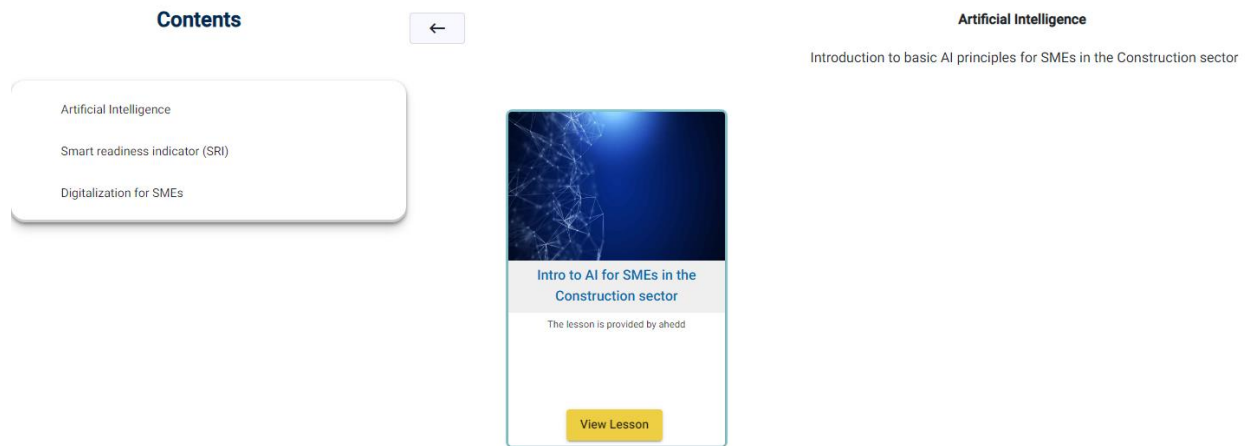 Contents
←
Artificial Intelligence
Smart readiness indicator (SRI)
Digitalization for SMEs
Artificial Intelligence
Introduction to basic AI principles for SMEs in the Construction sector
Intro to AI for SMEs in the
Construction sector
The lesson is provided by ahedd
View Lesson